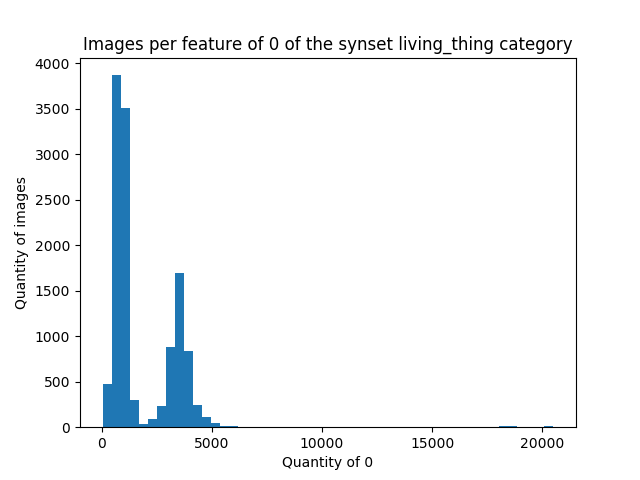 Images per feature of 0 of the synset living_thing category
Quantity of images
4000
3500
3000
2500
2000
1500
1000
500
0
0 5000 10000 15000 20000
Quantity of 0